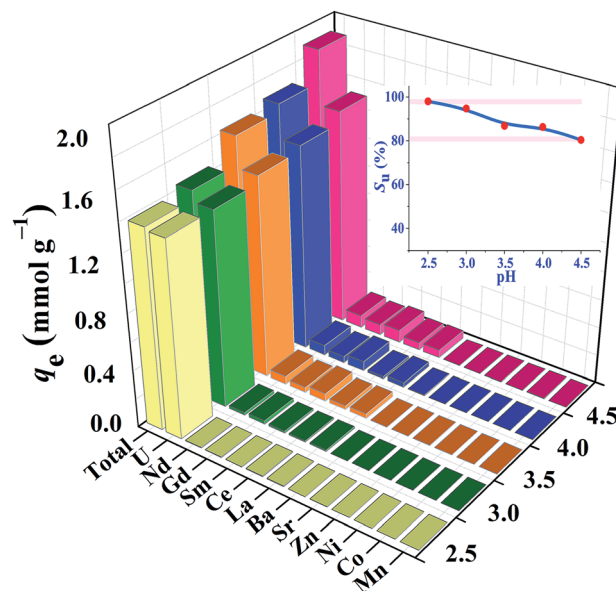 2.0
1.6
1.2
0.8
0.4
0.0
qe (mmol g⁻¹)
Total
U
Nd
Gd
Sm
Ce
La
Ba
Sr
Zn
Ni
Co
Mn
2.5
3.0
3.5
4.0
4.5
100
80
60
40
Su (%)
2.5 3.0 3.5 4.0 4.5
pH